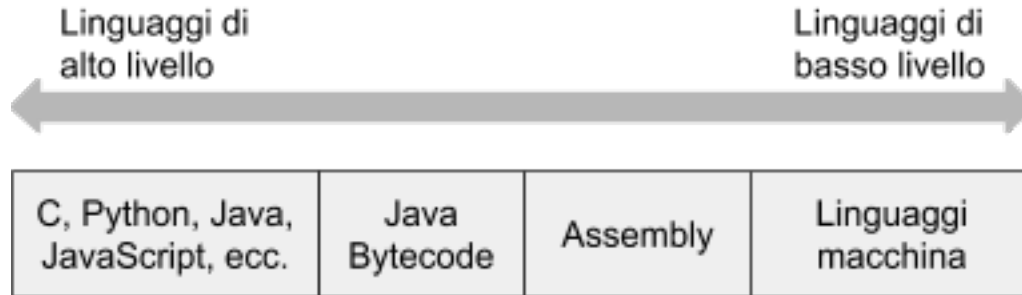 Linguaggi di
alto livello
Linguaggi di
basso livello
C, Python, Java,
JavaScript, ecc.
Java
Bytecode
Assembly
Linguaggi
macchina